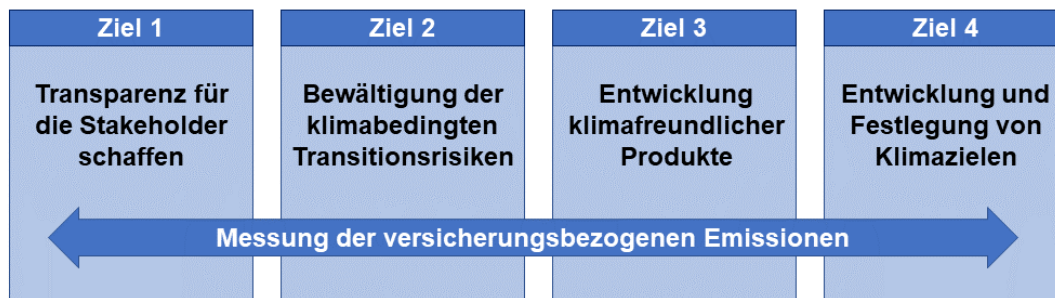 Ziel 1
Transparenz für
die Stakeholder
schaffen
Ziel 2
Bewältigung der
klimabedingten
Transitionsrisiken
Ziel 3
Entwicklung
klimafreundlicher
Produkte
Ziel 4
Entwicklung und
Festlegung von
Klimazielen
Messung der versicherungsbezogenen Emissionen